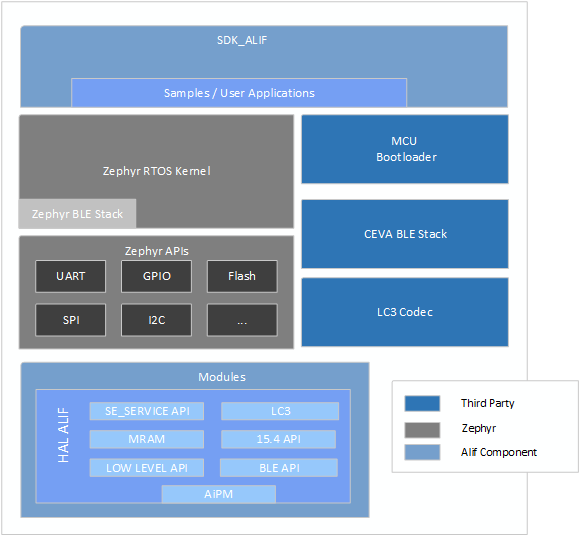 SDK_ALIF
Samples / User Applications
Zephyr RTOS Kernel
Zephyr BLE Stack
MCU
Bootloader
CEVA BLE Stack
LC3 Codec
Zephyr APIs
UART
GPIO
Flash
SPI
I2C
...
Modules
HAL ALIF
SE_SERVICE API
LC3
MRAM
15.4 API
LOW LEVEL API
BLE API
AiPM
Third Party
Zephyr
Alif Component